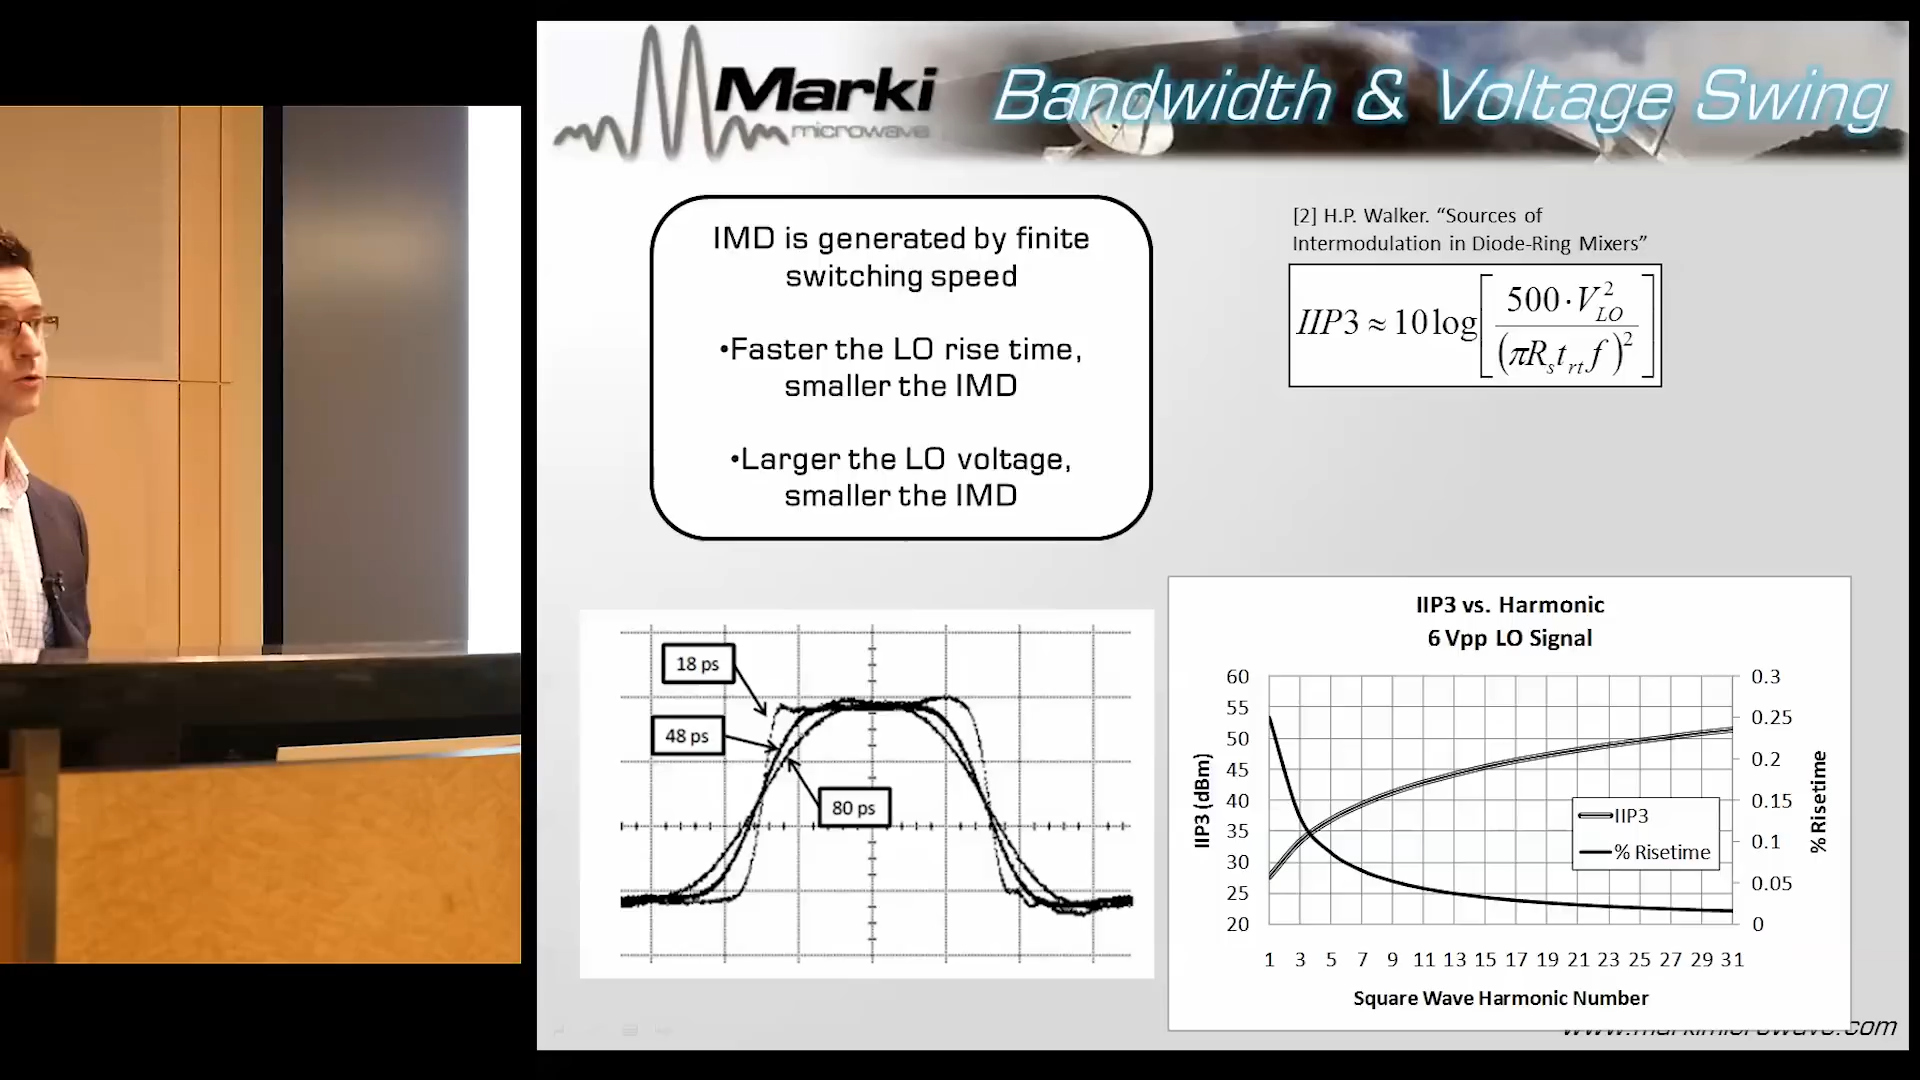 Marki
microwave
Bandwidth & Voltage Swing
IMD is generated by finite
switching speed
•Faster the LO rise time,
smaller the IMD
•Larger the LO voltage,
smaller the IMD
[2] H.P. Walker. “Sources of
Intermodulation in Diode-Ring Mixers”
IIP3 ≈ 10 log [ 500 · V_LO^2 / (πR_s t_rt f)^2 ]
18 ps
48 ps
80 ps
IIP3 vs. Harmonic
6 Vpp LO Signal
60 0.3
55
50 0.25
45 0.2
40 0.15
35
30 0.1
25 0.05
20 0
IIP3 (dBm)
% Risetime
IIP3
% Risetime
1 3 5 7 9 11 13 15 17 19 21 23 25 27 29 31
Square Wave Harmonic Number
www.markimicrowave.com